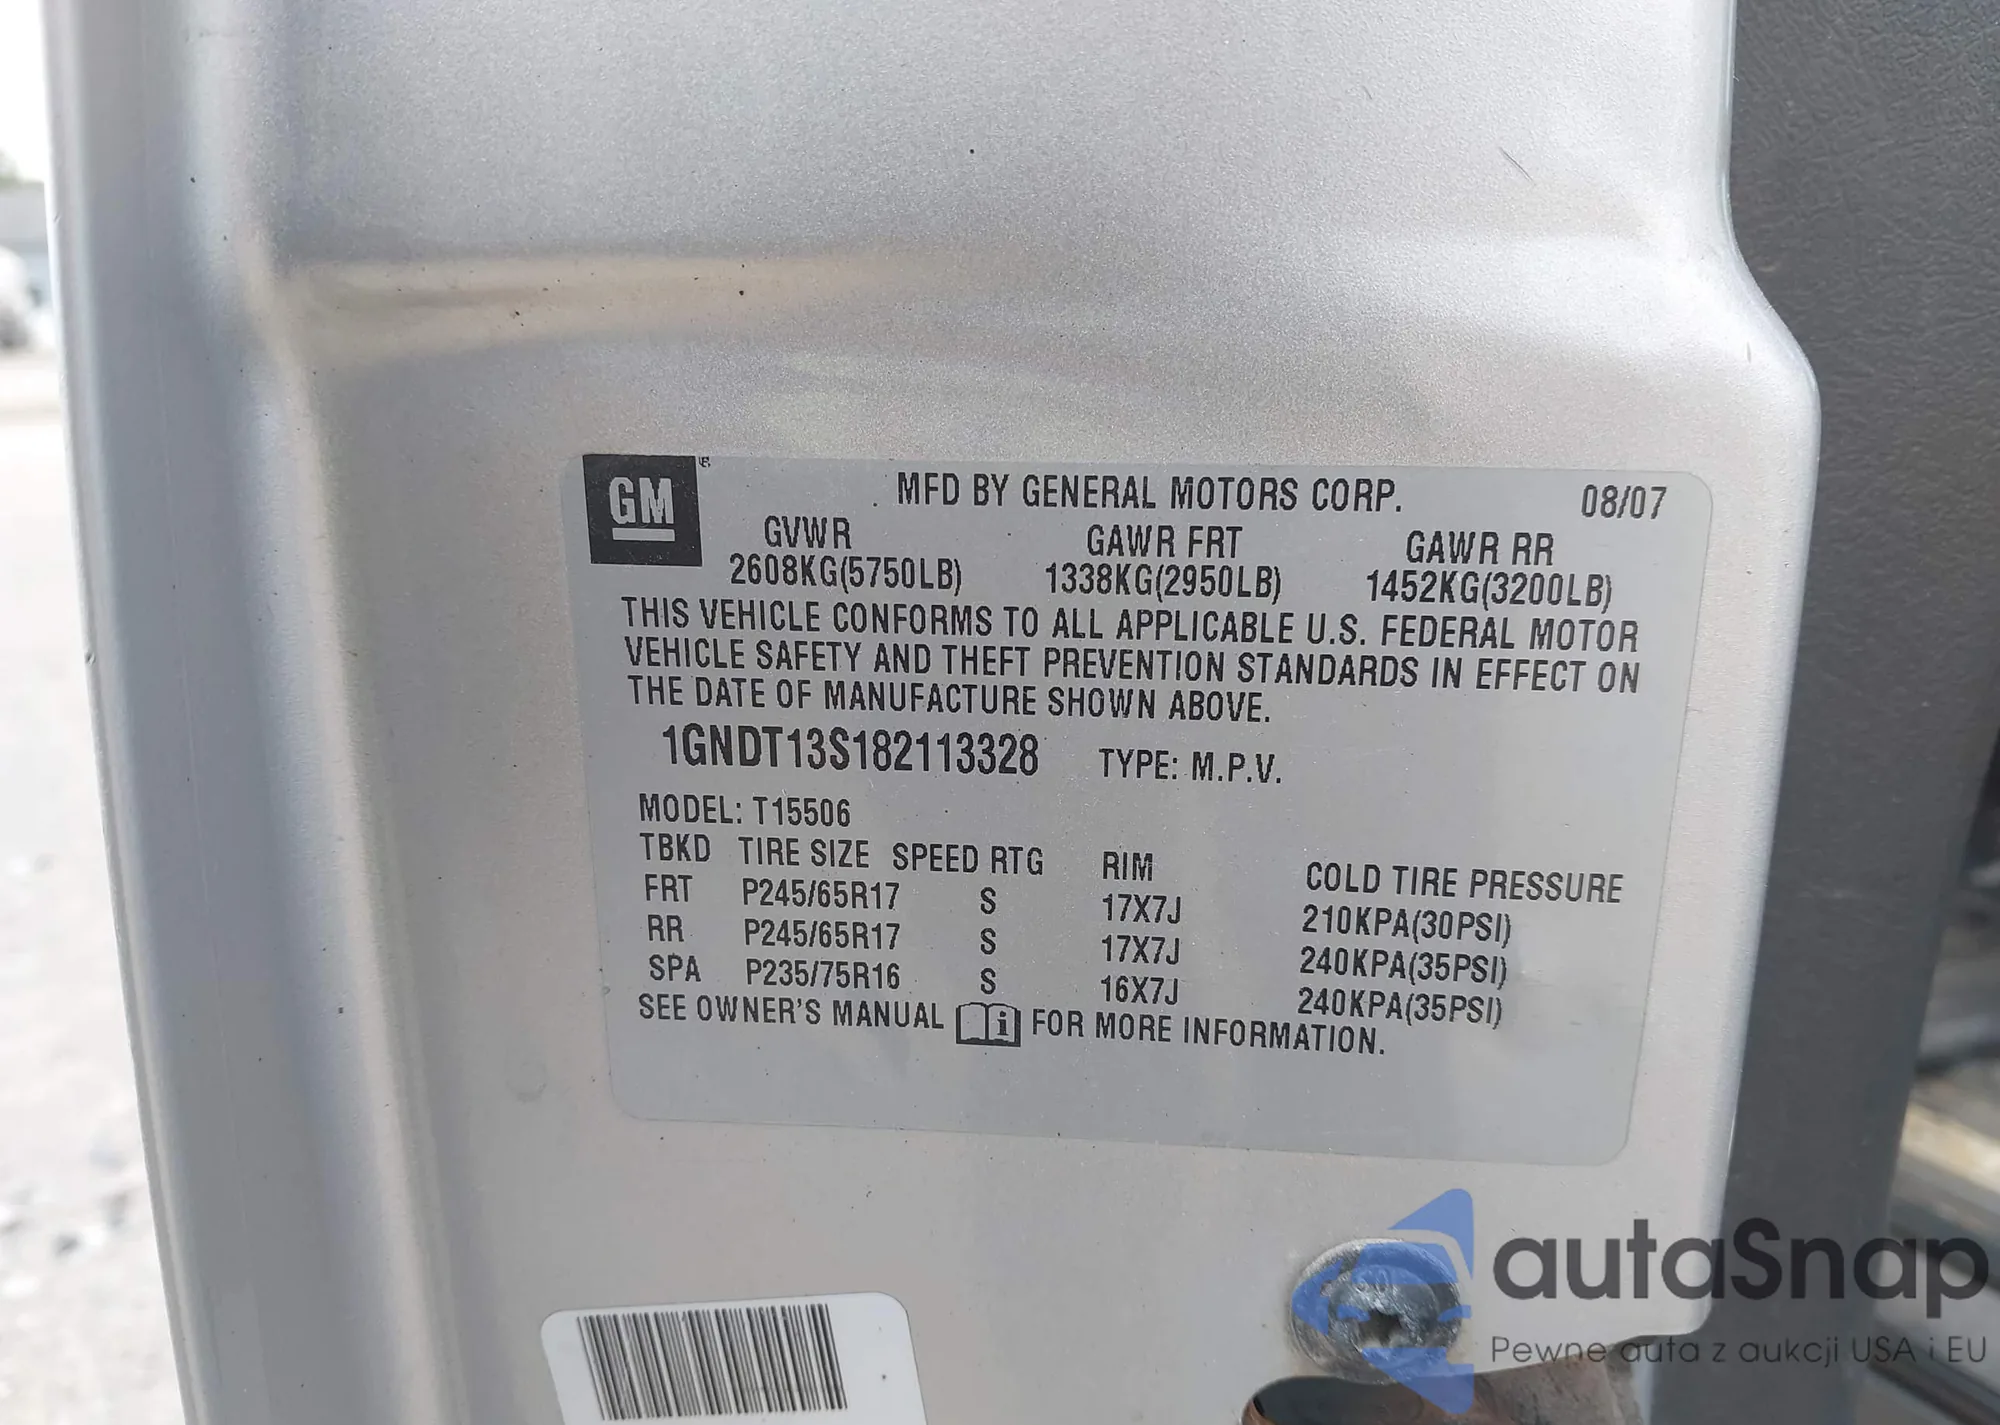 GM
MFD BY GENERAL MOTORS CORP. 08/07
GVWR GAWR FRT GAWR RR
2608KG(5750LB) 1338KG(2950LB) 1452KG(3200LB)
THIS VEHICLE CONFORMS TO ALL APPLICABLE U.S. FEDERAL MOTOR
VEHICLE SAFETY AND THEFT PREVENTION STANDARDS IN EFFECT ON
THE DATE OF MANUFACTURE SHOWN ABOVE.
1GNDT13S182113328 TYPE: M.P.V.
MODEL: T15506
TBKD TIRE SIZE SPEED RTG RIM COLD TIRE PRESSURE
FRT P245/65R17 S 17X7J 210KPA(30PSI)
RR P245/65R17 S 17X7J 240KPA(35PSI)
SPA P235/75R16 S 16X7J 240KPA(35PSI)
SEE OWNER'S MANUAL i FOR MORE INFORMATION.
autaSnap
Pewne auta z aukcji USA i EU